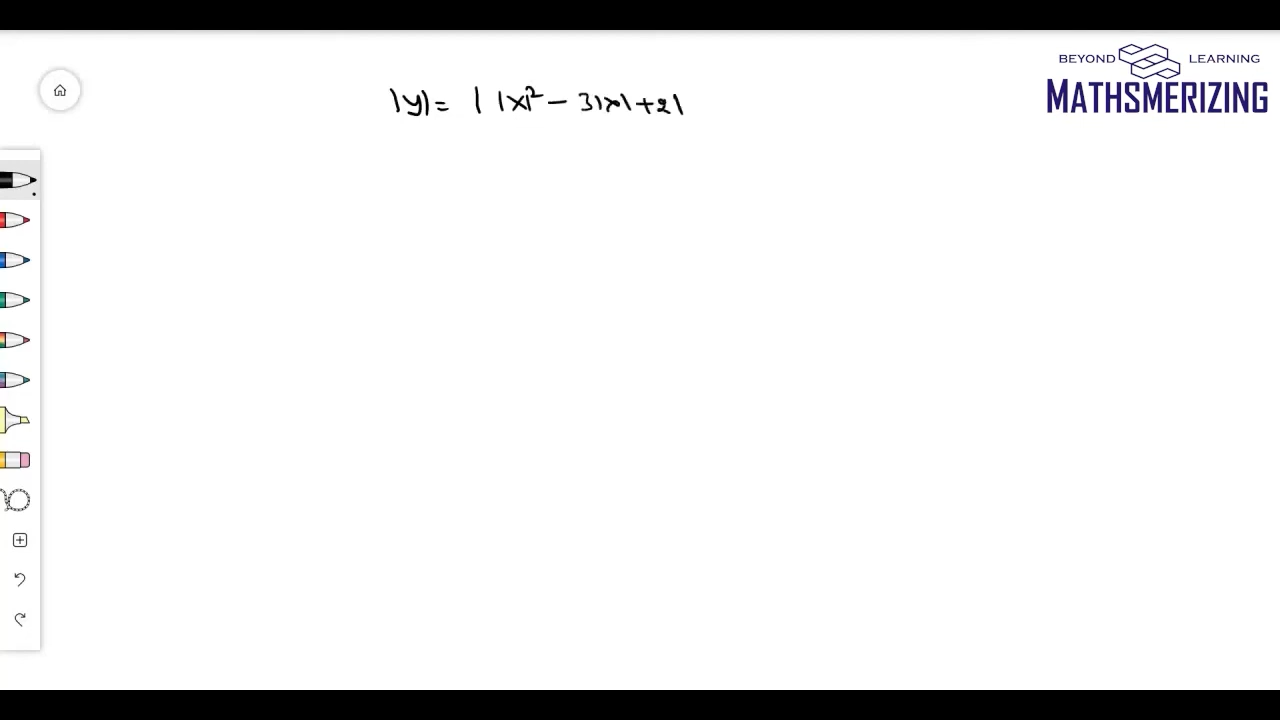 |y| = | |x|² - 3|x| + 2|
BEYOND LEARNING
MATHSMERIZING